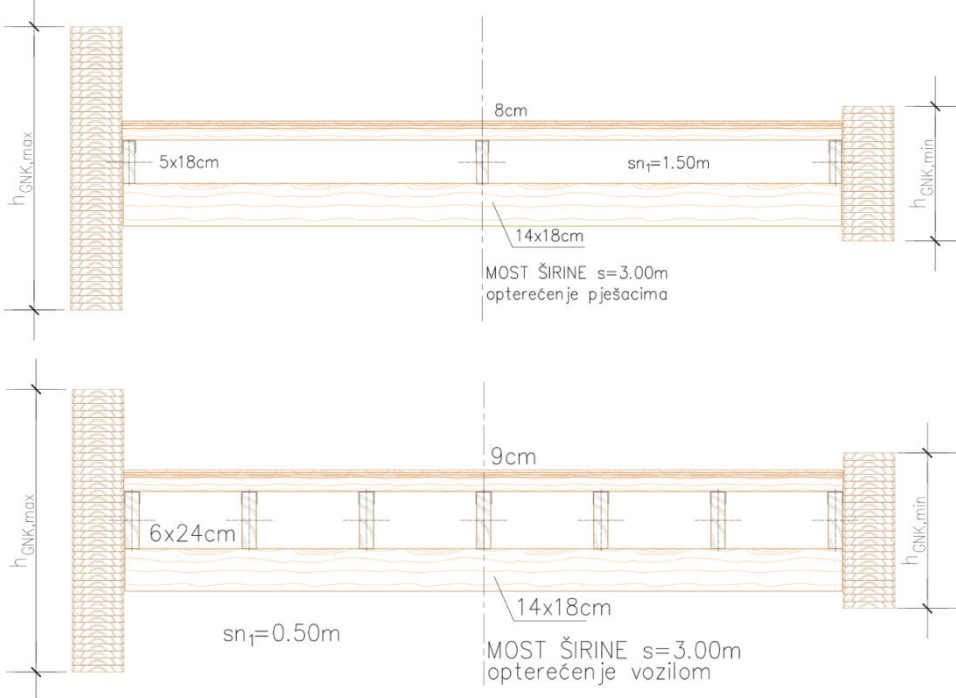 8cm
h_GNK,max
5x18cm
sn₁=1.50m
h_GNK,min
14x18cm
MOST ŠIRINE s=3.00m
opterećenje pješacima
9cm
h_GNK,max
6x24cm
h_GNK,min
14x18cm
sn₁=0.50m
MOST ŠIRINE s=3.00m
opterećenje vozilom